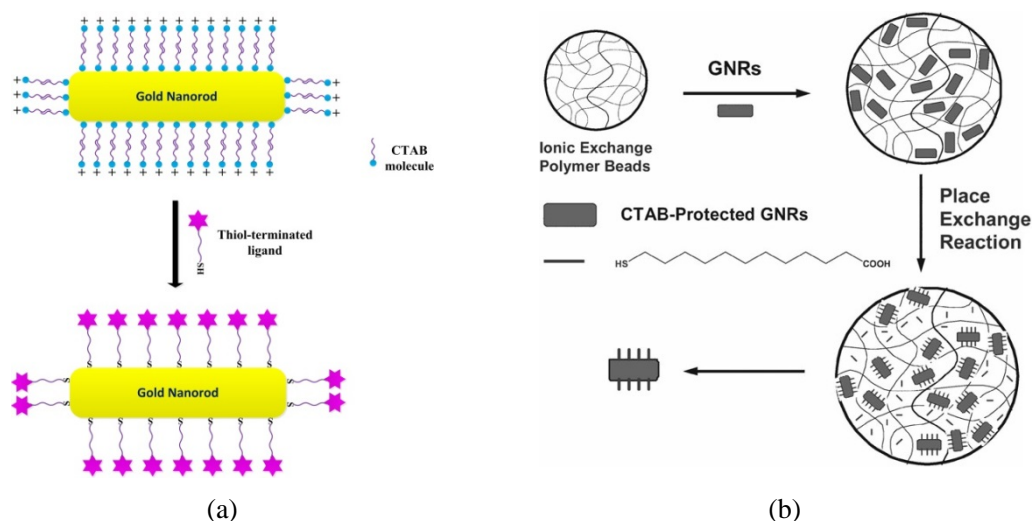 + + + + + + + + + + + + +
Gold Nanorod
+
+
+
+
+
+
+ + + + + + + + + + + + +
CTAB
molecule
Thiol-terminated
ligand
HS
S S S S S S S
S
S
Gold Nanorod
S
S
S S S S S S S
(a)
GNRs
Ionic Exchange
Polymer Beads
CTAB-Protected GNRs
HS
COOH
Place
Exchange
Reaction
(b)